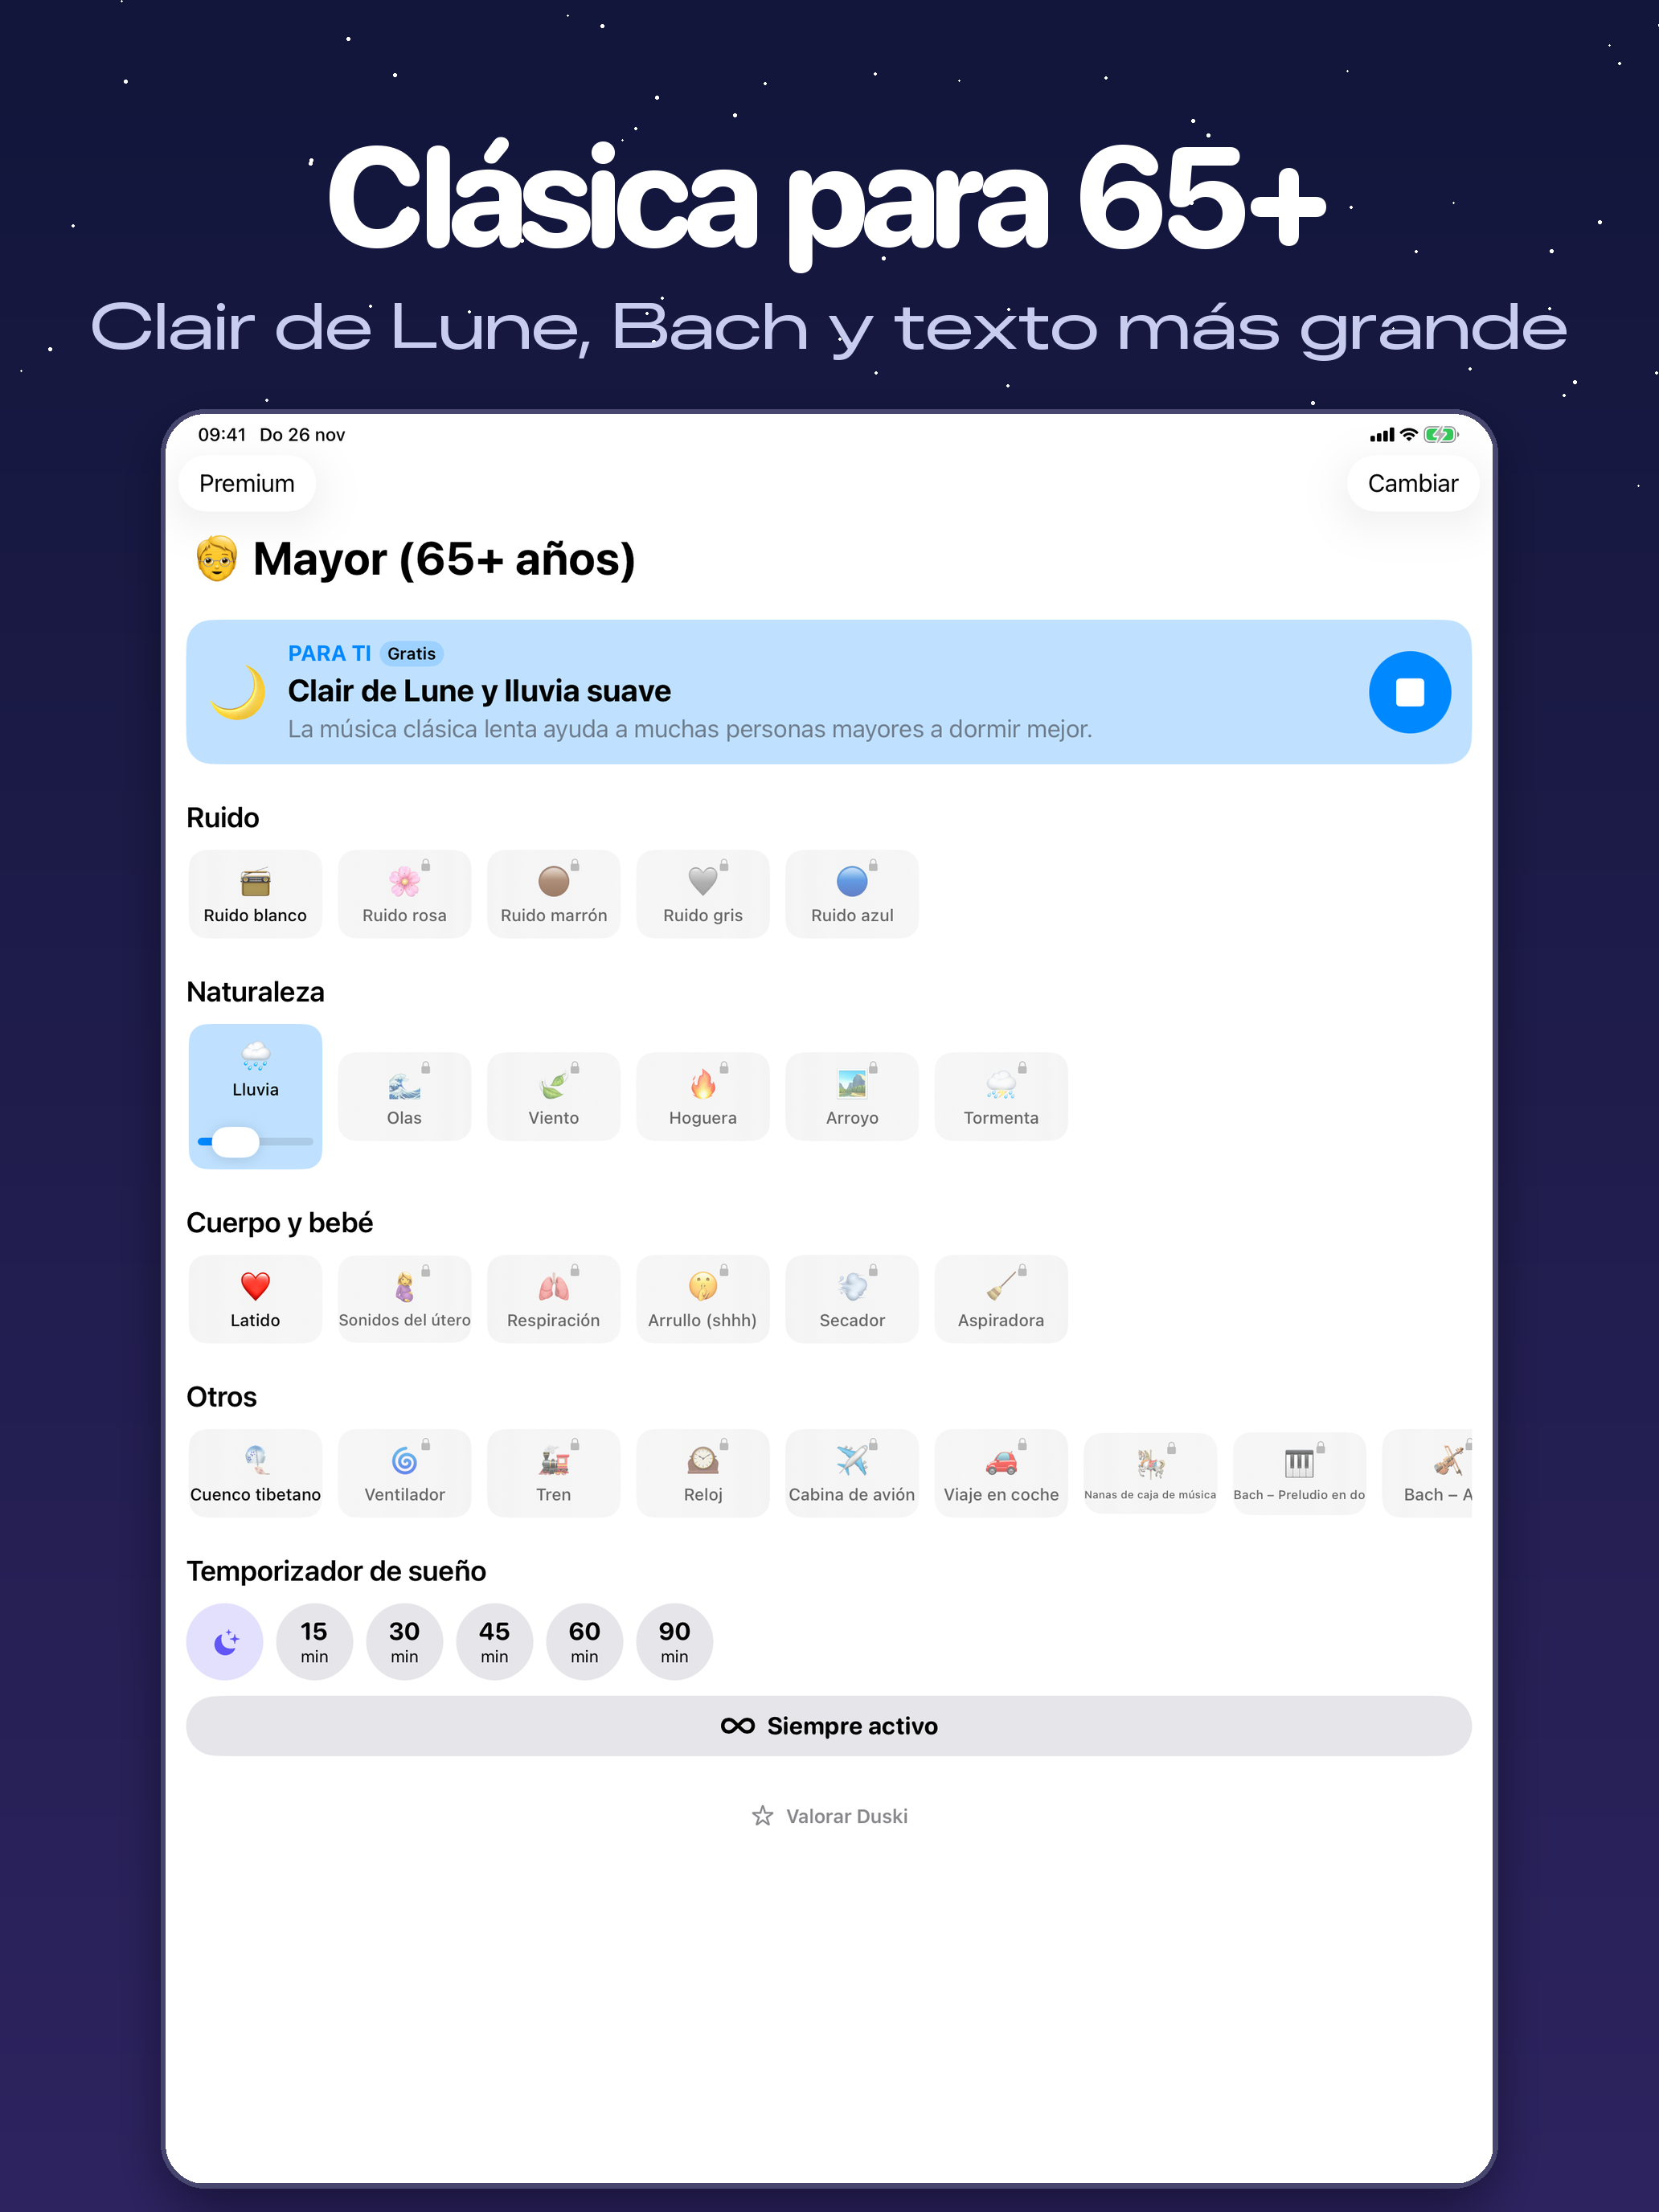 Clásica para 65+
Clair de Lune, Bach y texto más grande
09:41 Do 26 nov
Premium
Cambiar
Mayor (65+ años)
PARA TI Gratis
Clair de Lune y lluvia suave
La música clásica lenta ayuda a muchas personas mayores a dormir mejor.
Ruido
Ruido blanco
Ruido rosa
Ruido marrón
Ruido gris
Ruido azul
Naturaleza
Lluvia
Olas
Viento
Hoguera
Arroyo
Tormenta
Cuerpo y bebé
Latido
Sonidos del útero
Respiración
Arrullo (shhh)
Secador
Aspiradora
Otros
Cuenco tibetano
Ventilador
Tren
Reloj
Cabina de avión
Viaje en coche
Nanas de caja de música
Bach – Preludio en do
Bach – A
Temporizador de sueño
15 min
30 min
45 min
60 min
90 min
Siempre activo
Valorar Duski